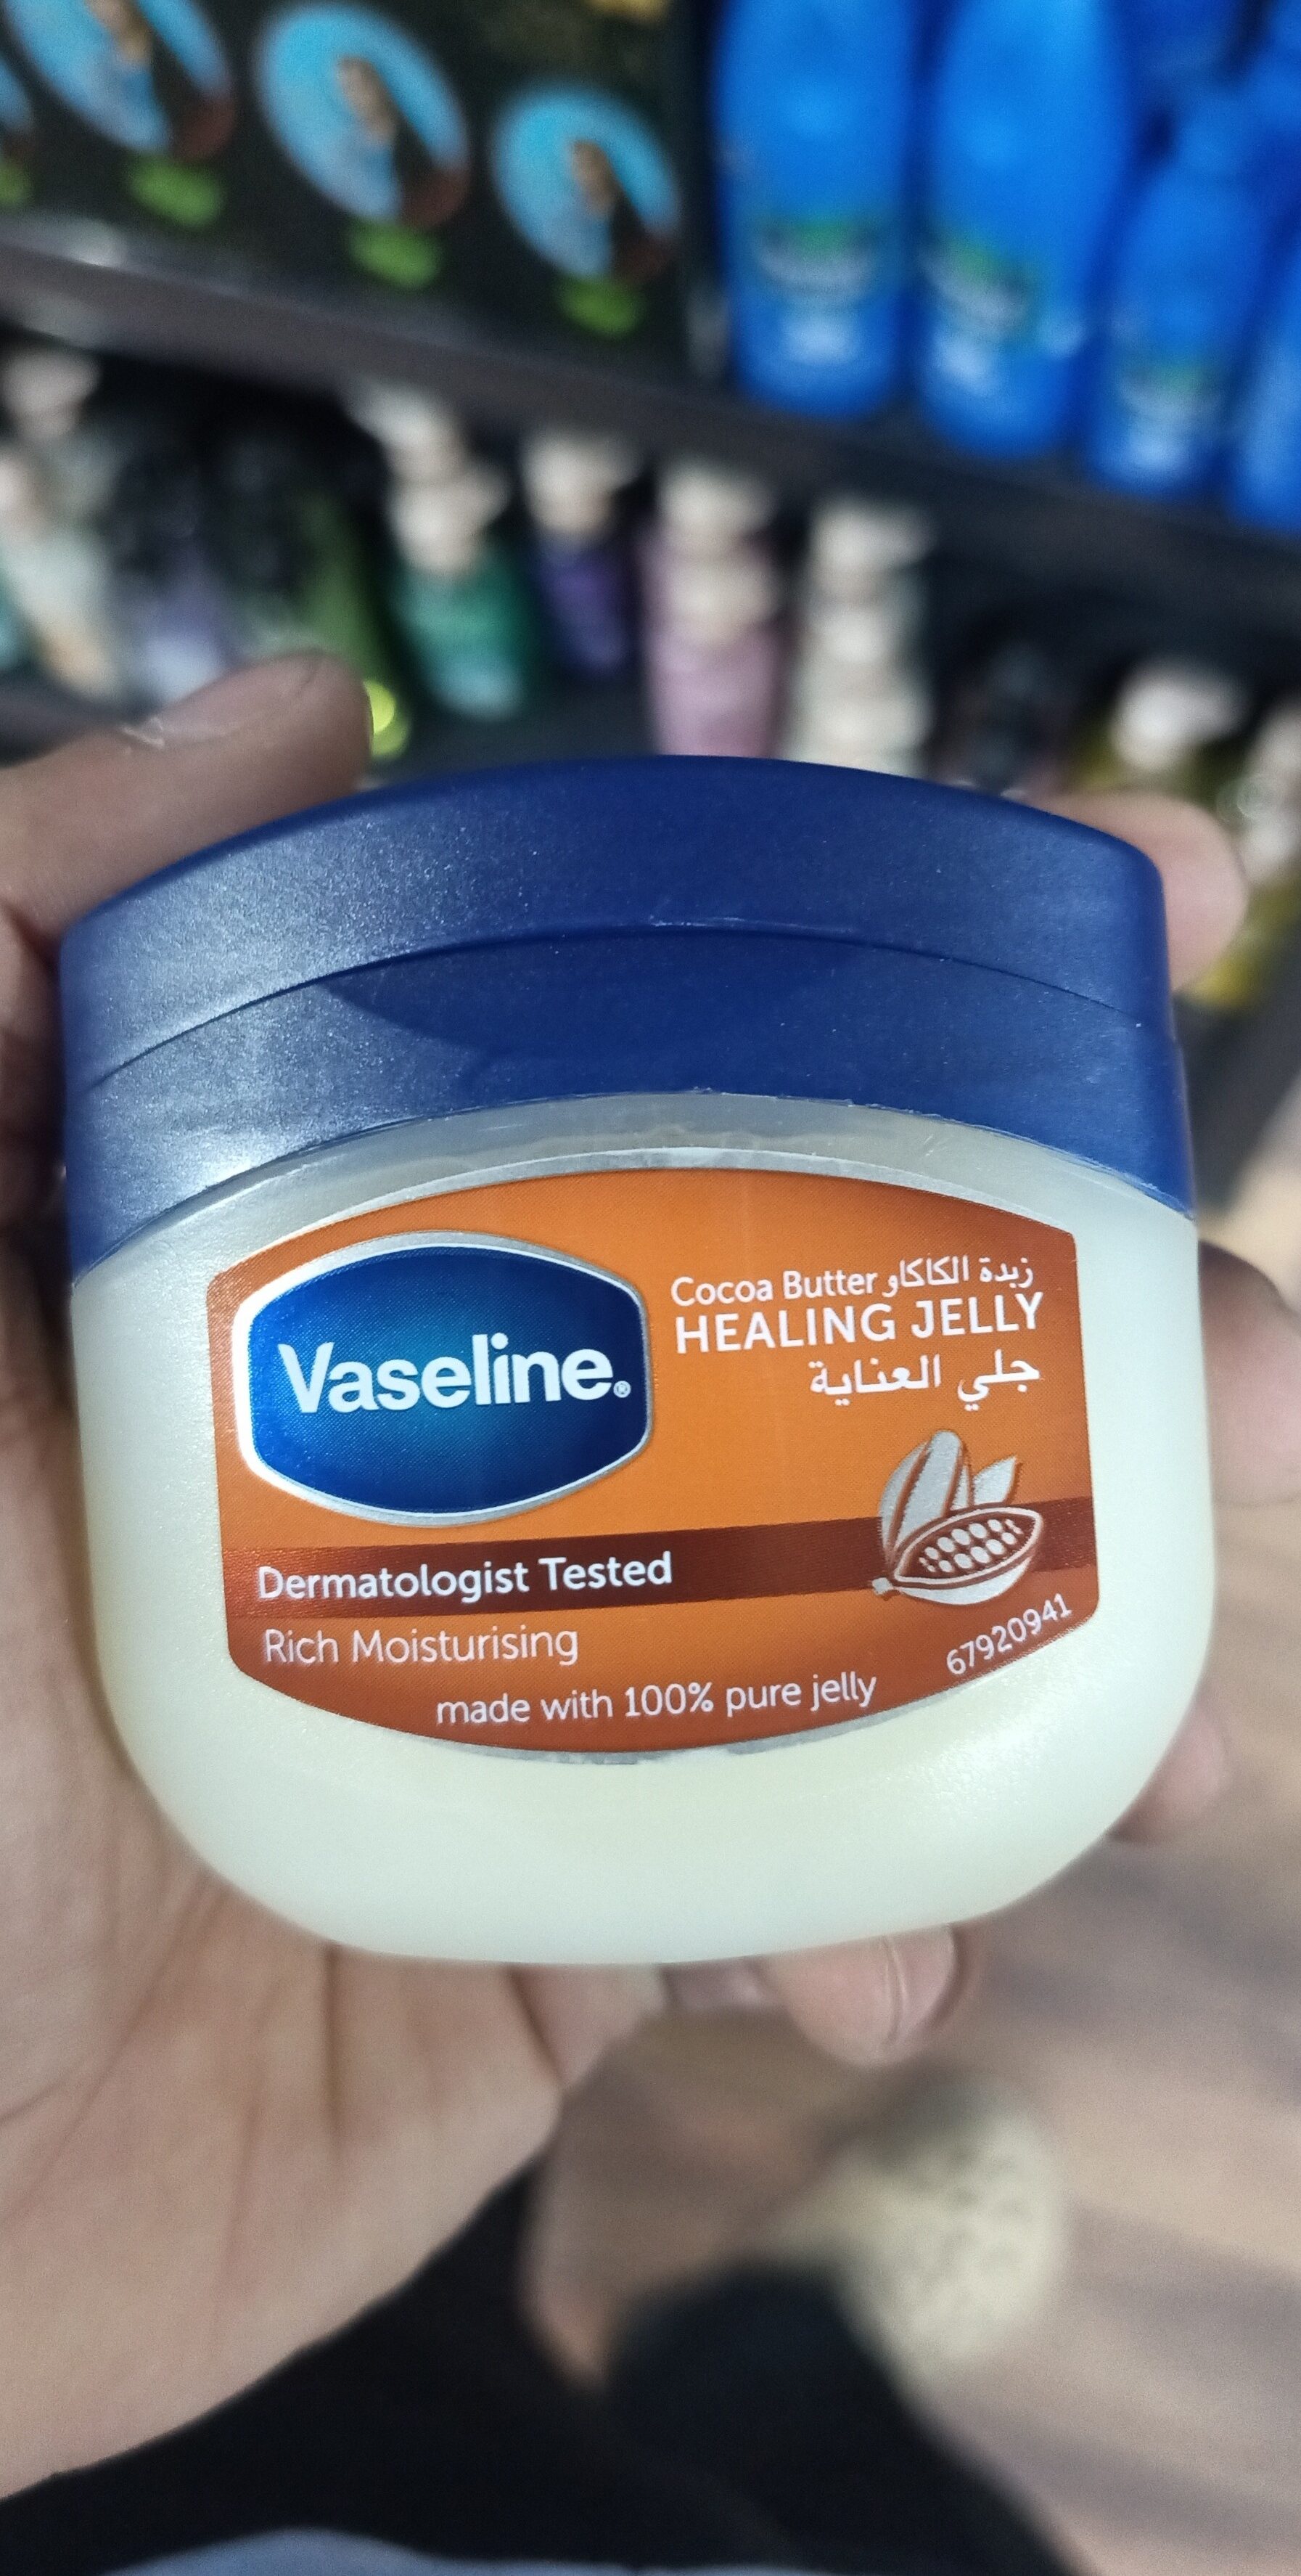 Vaseline®
Cocoa Butter زبدة الكاكاو
HEALING JELLY
جلي العناية
Dermatologist Tested
Rich Moisturising
made with 100% pure jelly
67920941